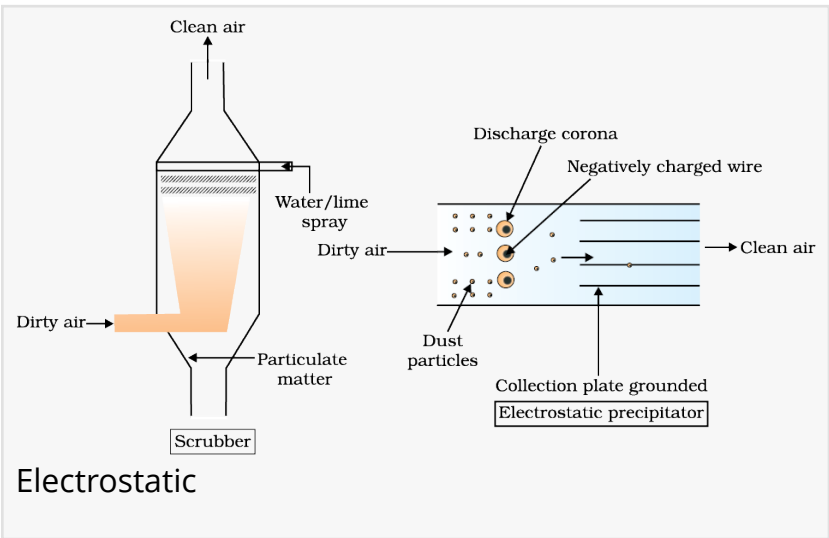 Clean air
Water/lime
spray
Dirty air
Particulate
matter
Scrubber
Discharge corona
Negatively charged wire
Dirty air
Clean air
Dust
particles
Collection plate grounded
Electrostatic precipitator
Electrostatic